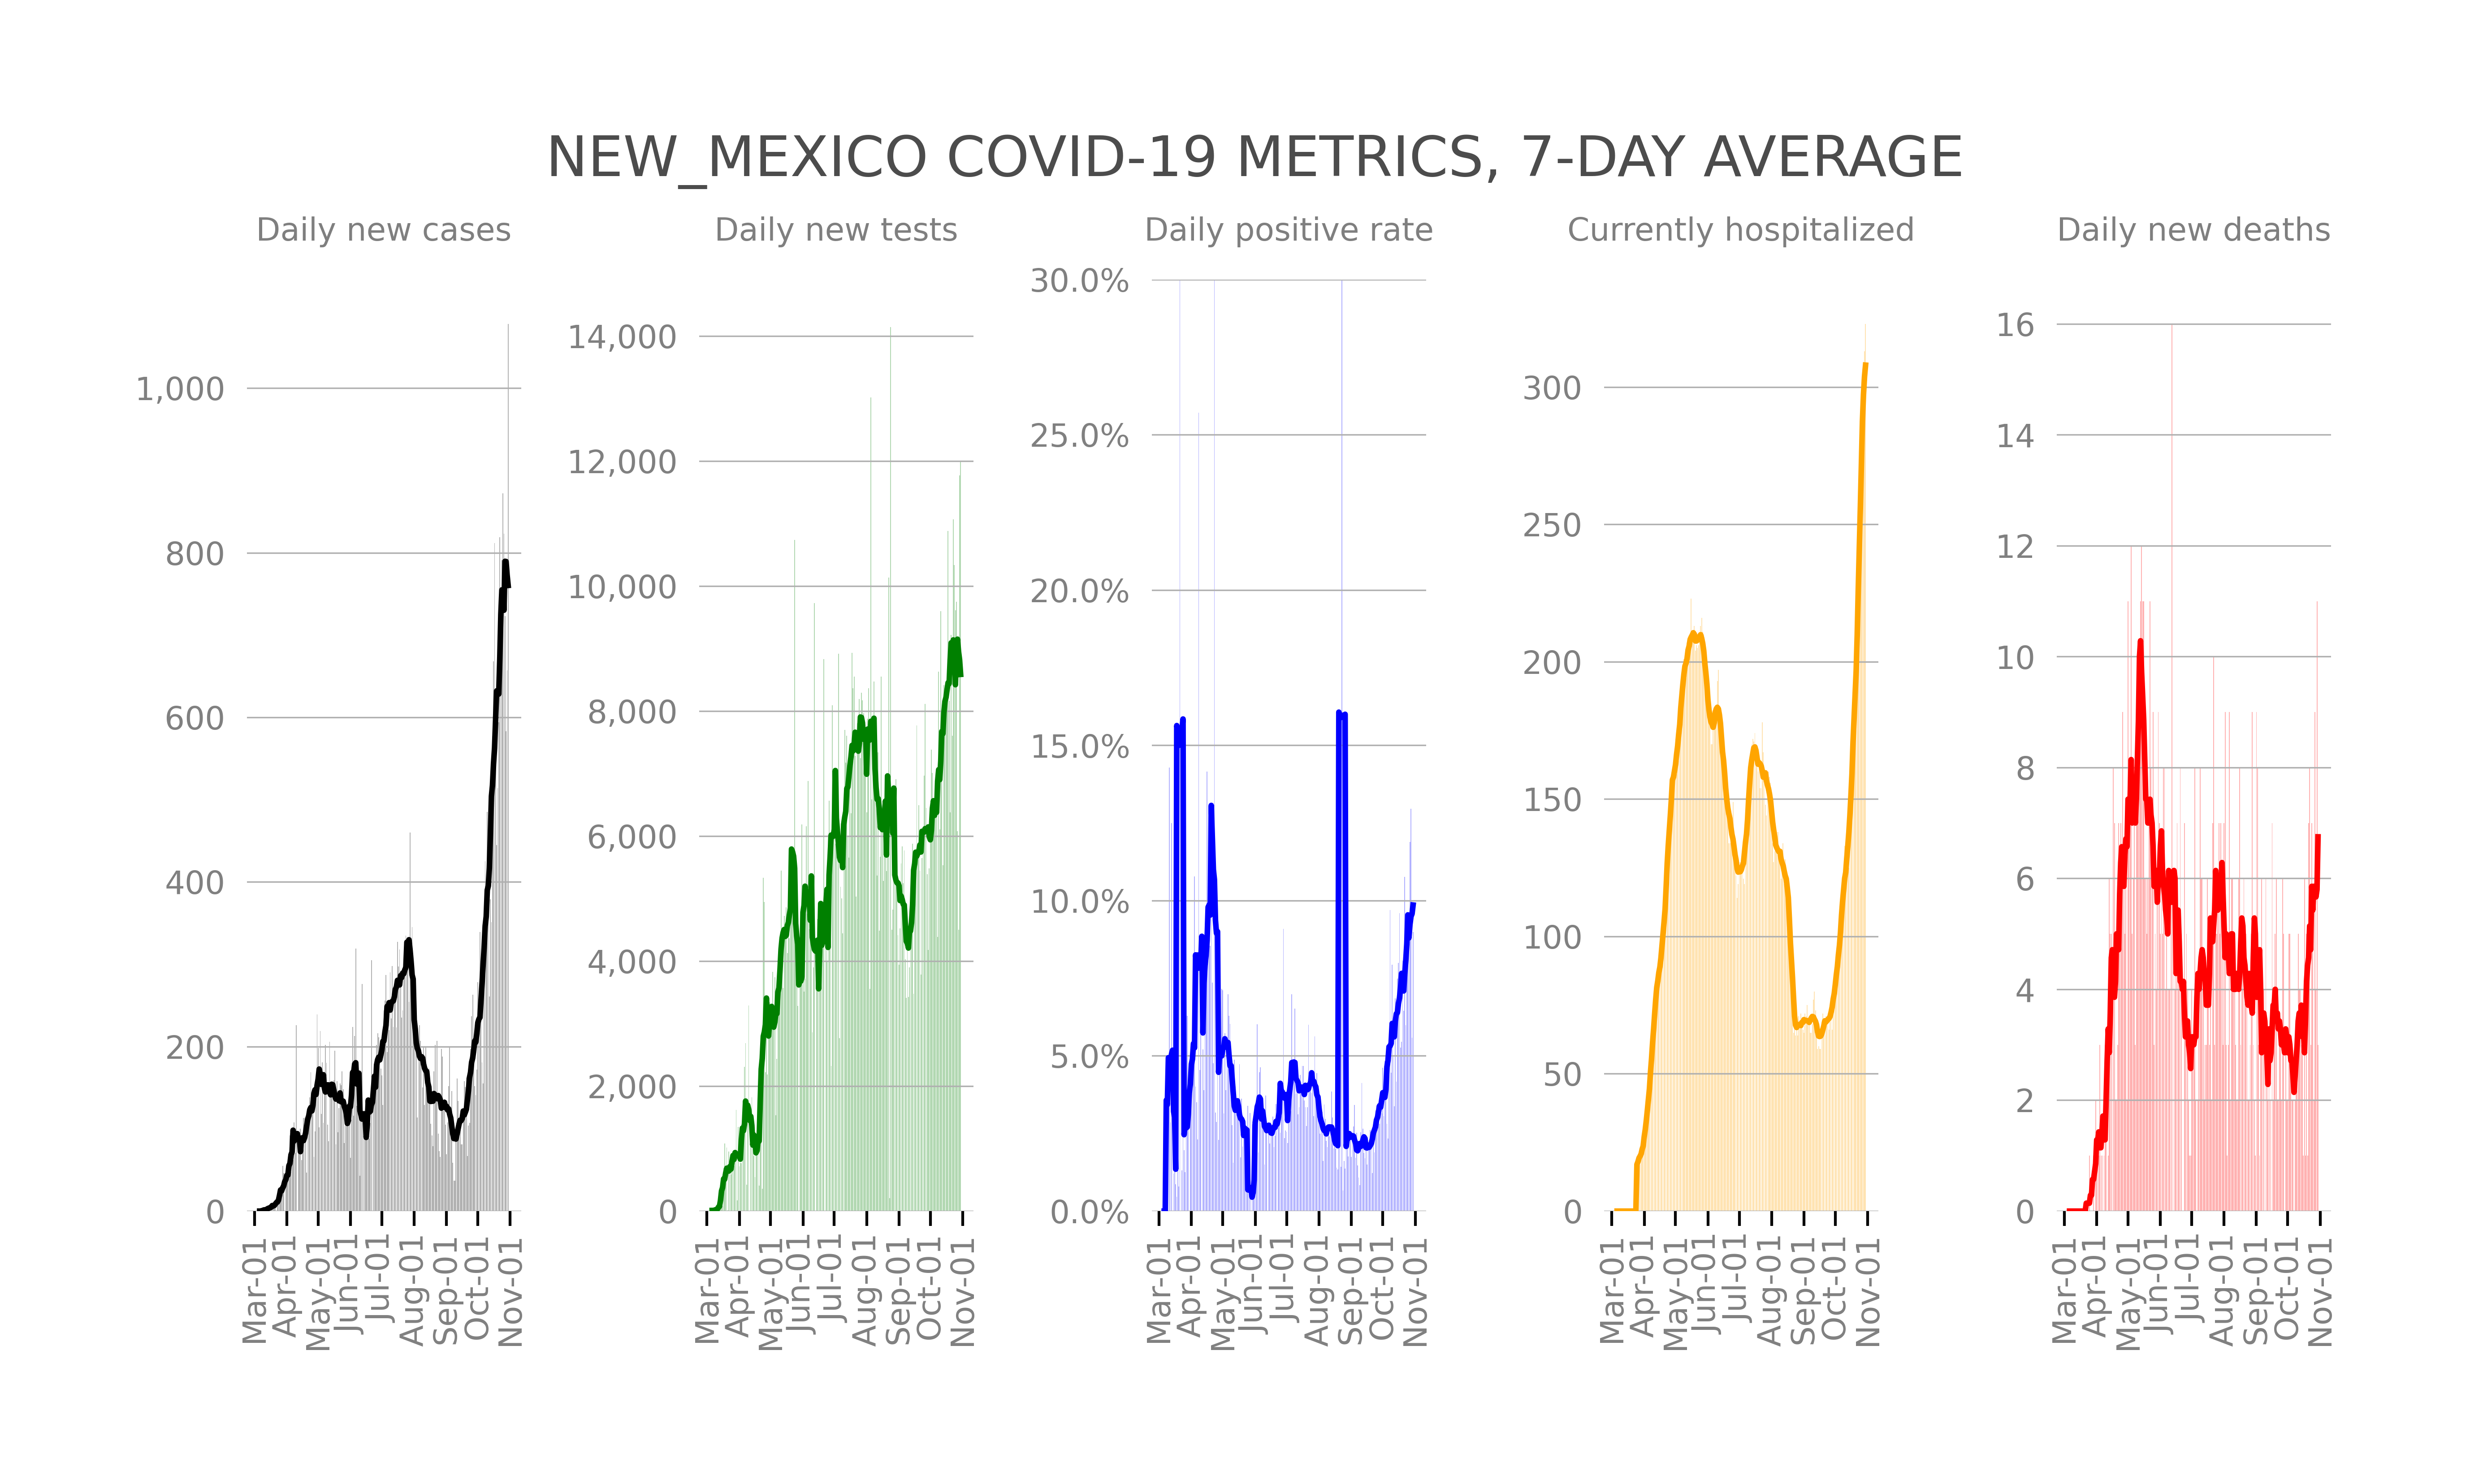 NEW_MEXICO COVID-19 METRICS, 7-DAY AVERAGE
Daily new cases
1,000
800
600
400
200
0
Mar-01
Apr-01
May-01
Jun-01
Jul-01
Aug-01
Sep-01
Oct-01
Nov-01
Daily new tests
14,000
12,000
10,000
8,000
6,000
4,000
2,000
0
Mar-01
Apr-01
May-01
Jun-01
Jul-01
Aug-01
Sep-01
Oct-01
Nov-01
Daily positive rate
30.0%
25.0%
20.0%
15.0%
10.0%
5.0%
0.0%
Mar-01
Apr-01
May-01
Jun-01
Jul-01
Aug-01
Sep-01
Oct-01
Nov-01
Currently hospitalized
300
250
200
150
100
50
0
Mar-01
Apr-01
May-01
Jun-01
Jul-01
Aug-01
Sep-01
Oct-01
Nov-01
Daily new deaths
16
14
12
10
8
6
4
2
0
Mar-01
Apr-01
May-01
Jun-01
Jul-01
Aug-01
Sep-01
Oct-01
Nov-01